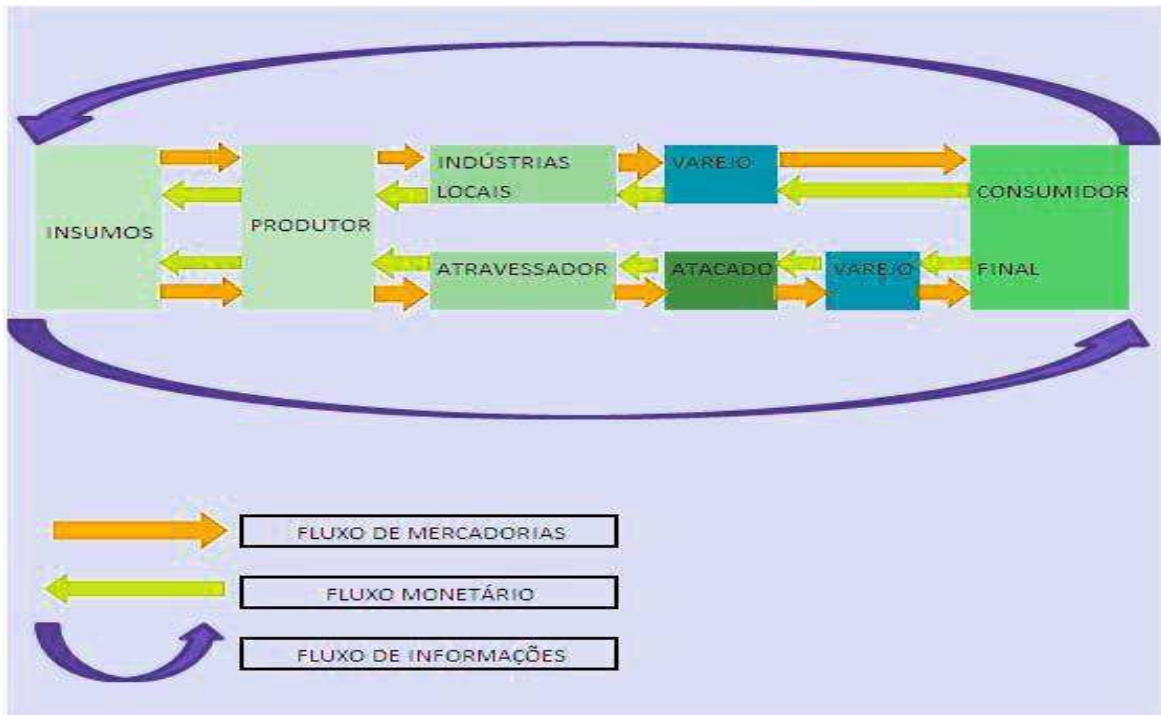 INDÚSTRIAS
LOCAIS
VAREJO
CONSUMIDOR
INSUMOS
PRODUTOR
ATRAVESSADOR
ATACADO
VAREJO
FINAL
FLUXO DE MERCADORIAS
FLUXO MONETÁRIO
FLUXO DE INFORMAÇÕES